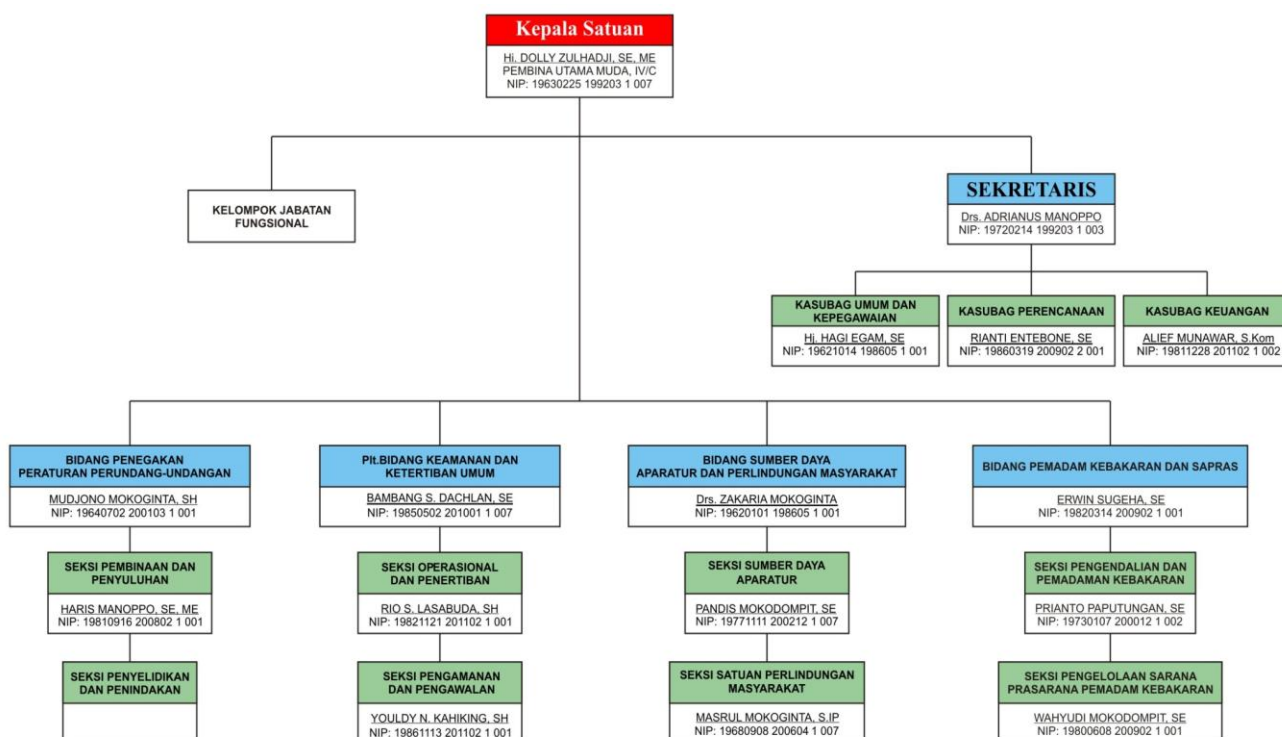 Kepala Satuan
Hi. DOLLY ZULHADJI, SE, ME
PEMBINA UTAMA MUDA, IV/C
NIP: 19630225 199203 1 007
KELOMPOK JABATAN
FUNGSIONAL
SEKRETARIS
Drs. ADRIANUS MANOPPO
NIP: 19720214 199203 1 003
KASUBAG UMUM DAN
KEPEGAWAIAN
Hj. HAGI EGAM, SE
NIP: 19621014 198605 1 001
KASUBAG PERENCANAAN
RIANTI ENTEBONE, SE
NIP: 19860319 200902 2 001
KASUBAG KEUANGAN
ALIEF MUNAWAR, S.Kom
NIP: 19811228 201102 1 002
BIDANG PENEGAKAN
PERATURAN PERUNDANG-UNDANGAN
MUDJONO MOKOGINTA, SH
NIP: 19640702 200103 1 001
Plt.BIDANG KEAMANAN DAN
KETERTIBAN UMUM
BAMBANG S. DACHLAN, SE
NIP: 19850502 201001 1 007
BIDANG SUMBER DAYA
APARATUR DAN PERLINDUNGAN MASYARAKAT
Drs. ZAKARIA MOKOGINTA
NIP: 19620101 198605 1 001
BIDANG PEMADAM KEBAKARAN DAN SAPRAS
ERWIN SUGEHA, SE
NIP: 19820314 200902 1 001
SEKSI PEMBINAAN DAN
PENYULUHAN
HARIS MANOPPO, SE, ME
NIP: 19810916 200802 1 001
SEKSI OPERASIONAL
DAN PENERTIBAN
RIO S. LASABUDA, SH
NIP: 19821121 201102 1 001
SEKSI SUMBER DAYA
APARATUR
PANDIS MOKODOMPIT, SE
NIP: 19771111 200212 1 007
SEKSI PENGENDALIAN DAN
PEMADAMAN KEBAKARAN
PRIANTO PAPUTUNGAN, SE
NIP: 19730107 200012 1 002
SEKSI PENYELIDIKAN
DAN PENINDAKAN
SEKSI PENGAMANAN
DAN PENGAWALAN
YOULDY N. KAHIKING, SH
NIP: 19861113 201102 1 001
SEKSI SATUAN PERLINDUNGAN
MASYARAKAT
MASRUL MOKOGINTA, S.IP
NIP: 19680908 200604 1 007
SEKSI PENGELOLAAN SARANA
PRASARANA PEMADAM KEBAKARAN
WAHYUDI MOKODOMPIT, SE
NIP: 19800608 200902 1 001